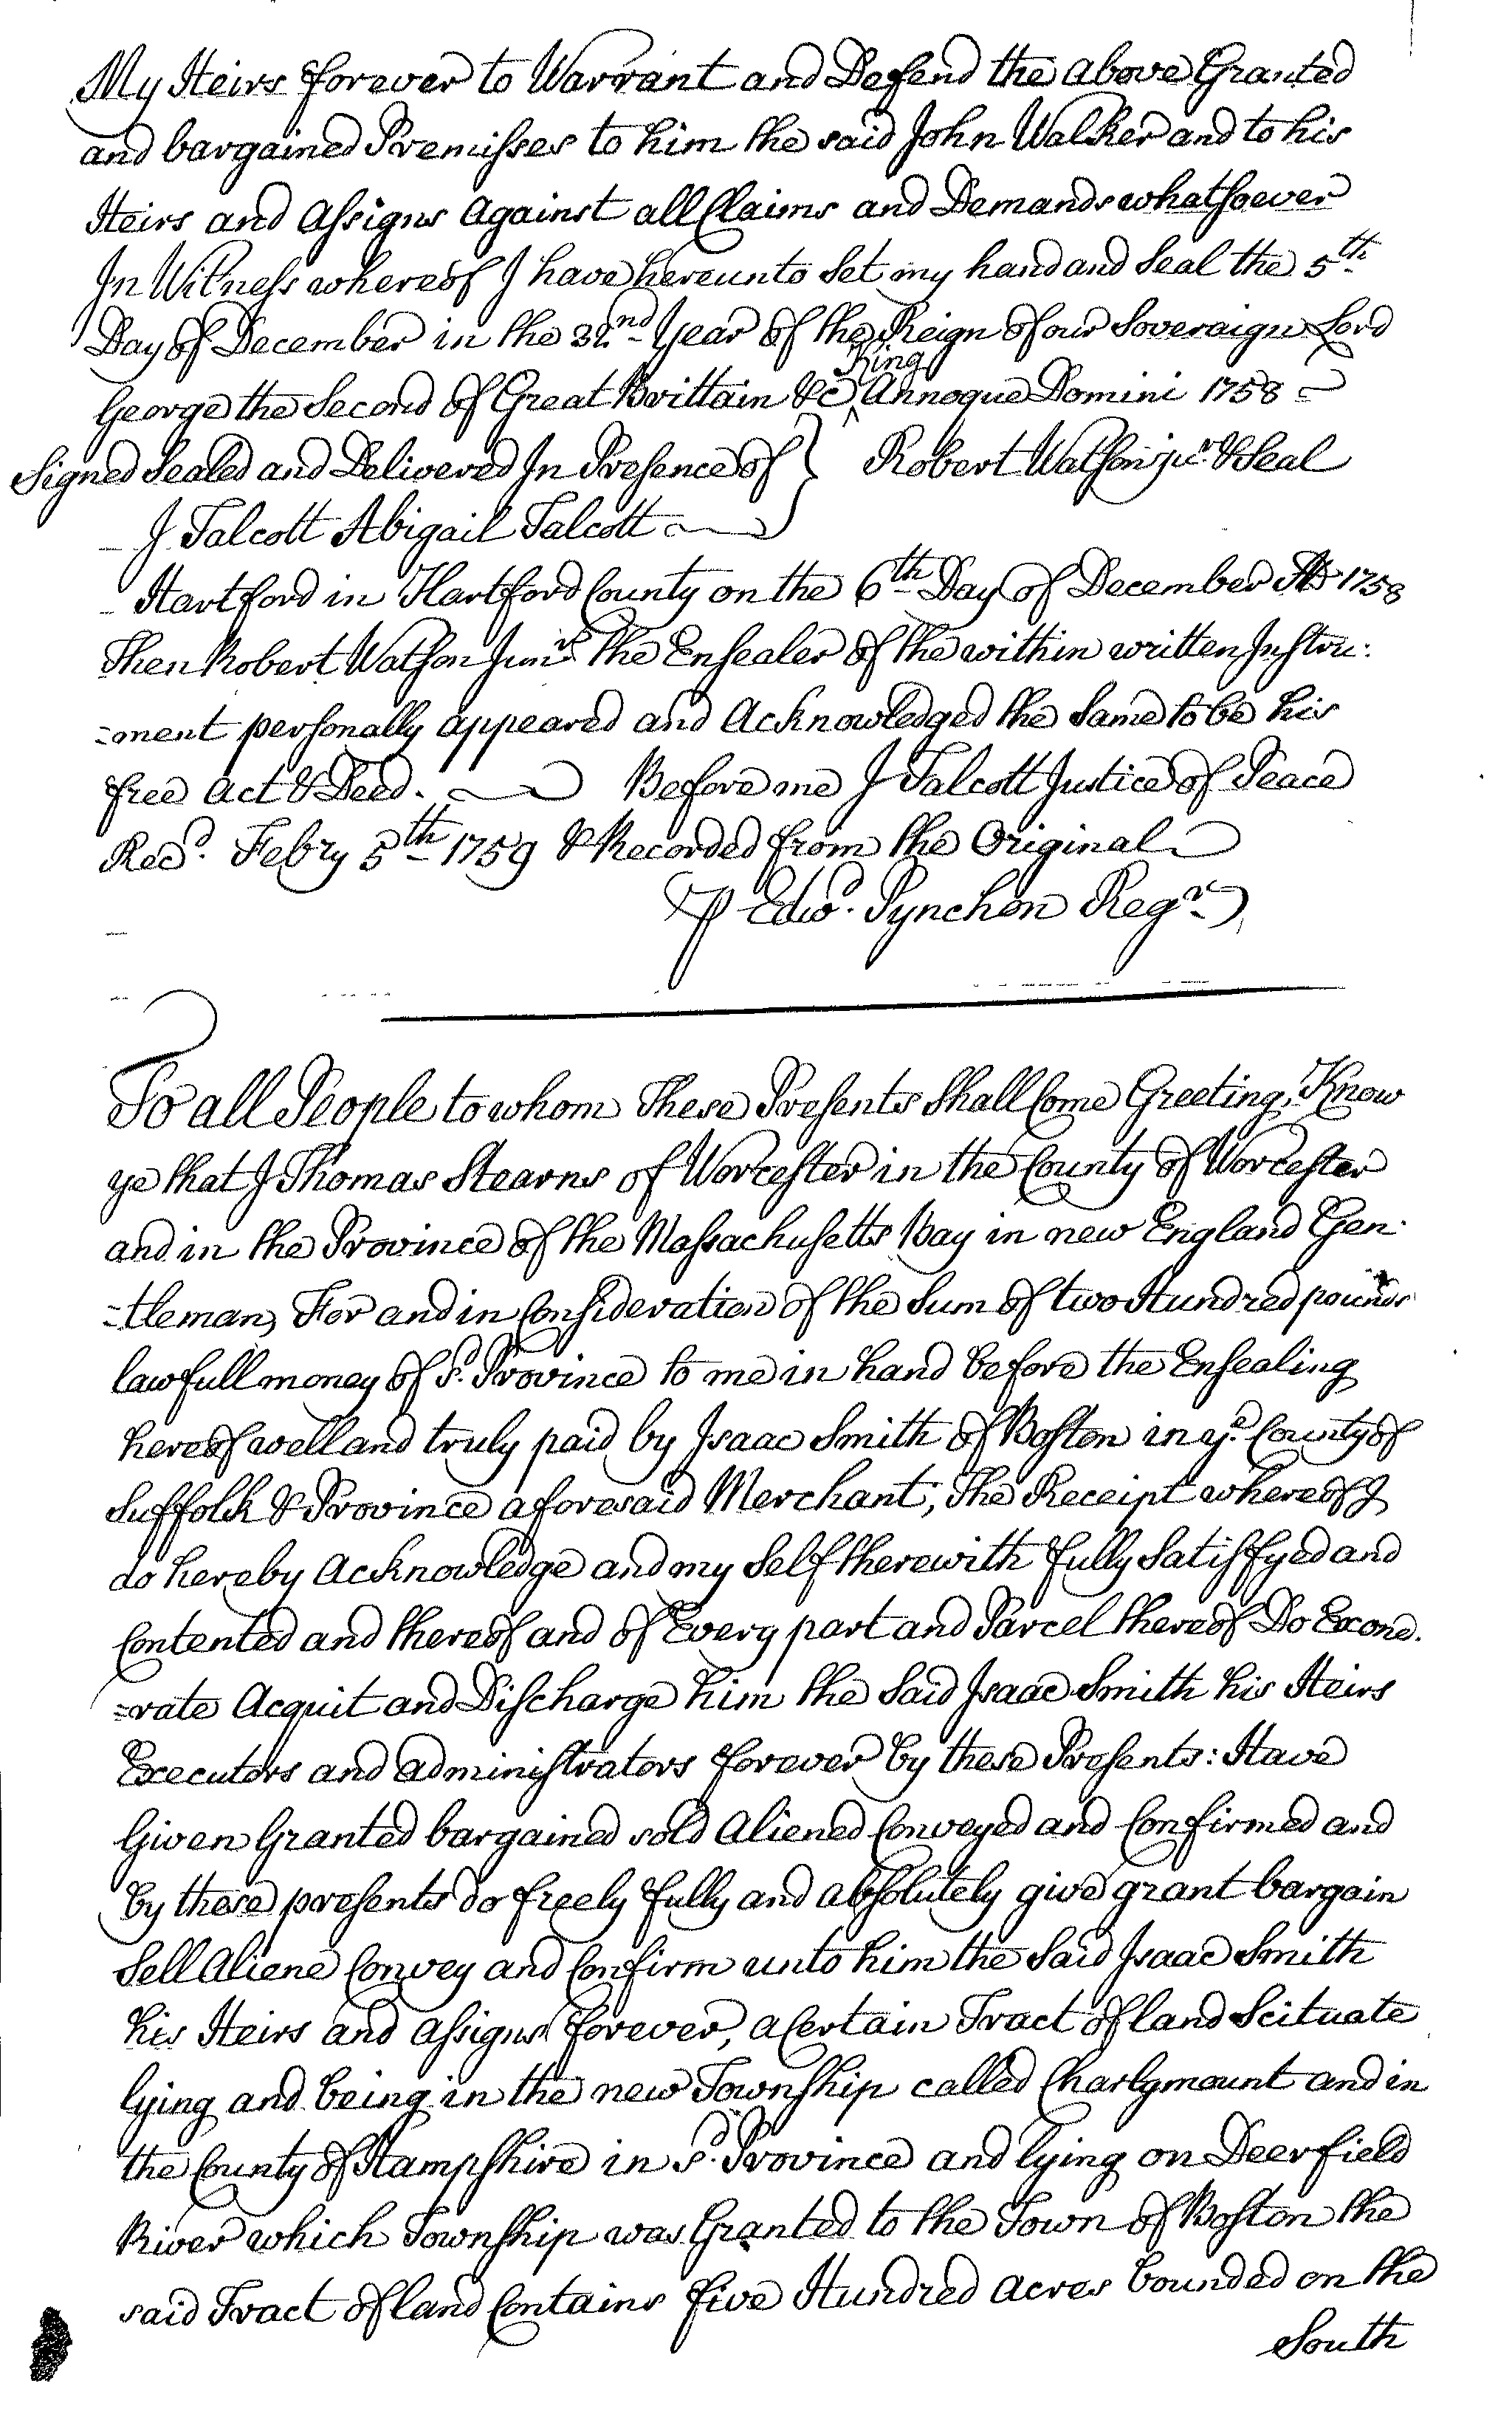 My Heirs forever to Warrant and Defend the above Granted
and bargained Premisses to him the said John Walker and to his
Heirs and Assigns Against all Claims and Demands whatsoever
In Witness whereof I have hereunto Set my hand and Seal the 5th
Day of December in the 32nd Year of the Reign of our Soveraign Lord
King
George the Second of Great Brittain &c ^ Annoque Domini 1758
Signed Sealed and Delivered In Presence of } Robert Watson jur. & Seal
J Talcott Abigail Talcott
Hartford in Hartford County on the 6th Day of December AD 1758
Then Robert Watson Junr. the Ensealer of the within written Instru:
=ment personally appeared and Acknowledged the Same to be his
free Act & Deed. Before me J Talcott Justice of Peace
Recd. Febry 5th 1759 & Recorded from the Original
P Edwd. Pynchon Regr.
To all People to whom These Presents Shall Come Greeting, Know
ye that I Thomas Stearns of Worcester in the County of Worcester
and in the Province of the Massachusetts Bay in new England Gen:
=tleman, For and in Consideration of the Sum of two Hundred pounds
lawfull money of sd. Province to me in hand before the Ensealing
hereof well and truly paid by Isaac Smith of Boston in ye. County of
Suffolk & Province aforesaid Merchant; The Receipt whereof I
do hereby Acknowledge and my Self therewith fully Satisfyed and
Contented and thereof and of Every part and Parcel thereof Do Exone.
=rate Acquit and Discharge him the Said Isaac Smith his Heirs
Executors and administrators forever by these Presents: Have
Given Granted bargained sold Aliened Conveyed and Confirmed and
by these presents do freely fully and absolutely give grant bargain
Sell Aliene Convey and Confirm unto him the Said Isaac Smith
his Heirs and Assigns forever, a Certain Tract of land Scituate
lying and being in the new Township called Charlymount and in
the County of Hampshire in sd. Province and lying on Deerfield
River which Township was Granted to the Town of Boston the
said Tract of land Contains five Hundred acres bounded on the
South